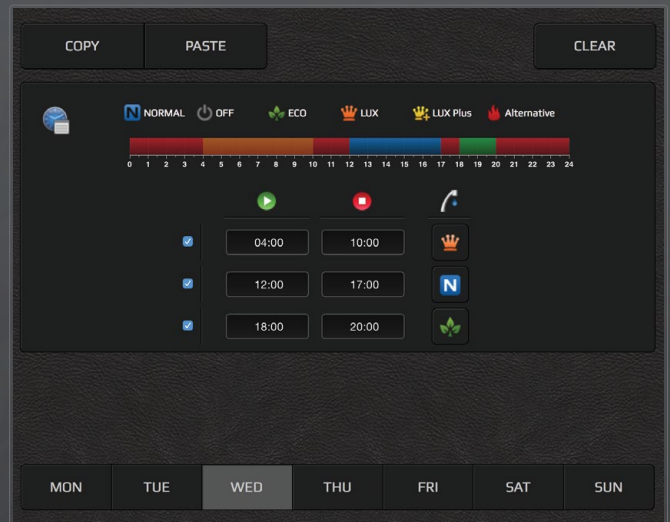 COPY PASTE CLEAR
N NORMAL OFF ECO LUX LUX Plus Alternative
0 1 2 3 4 5 6 7 8 9 10 11 12 13 14 15 16 17 18 19 20 21 22 23 24
04:00 10:00
12:00 17:00 N
18:00 20:00
MON TUE WED THU FRI SAT SUN